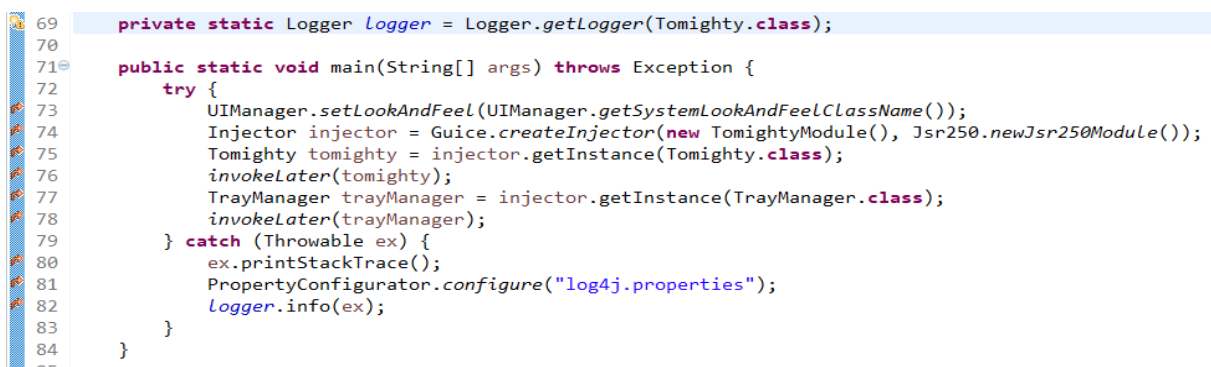 69 private static Logger logger = Logger.getLogger(Tomighty.class);
70
71 public static void main(String[] args) throws Exception {
72 try {
73 UIManager.setLookAndFeel(UIManager.getSystemLookAndFeelClassName());
74 Injector injector = Guice.createInjector(new TomightyModule(), Jsr250.newJsr250Module());
75 Tomighty tomighty = injector.getInstance(Tomighty.class);
76 invokeLater(tomighty);
77 TrayManager trayManager = injector.getInstance(TrayManager.class);
78 invokeLater(trayManager);
79 } catch (Throwable ex) {
80 ex.printStackTrace();
81 PropertyConfigurator.configure("log4j.properties");
82 logger.info(ex);
83 }
84 }